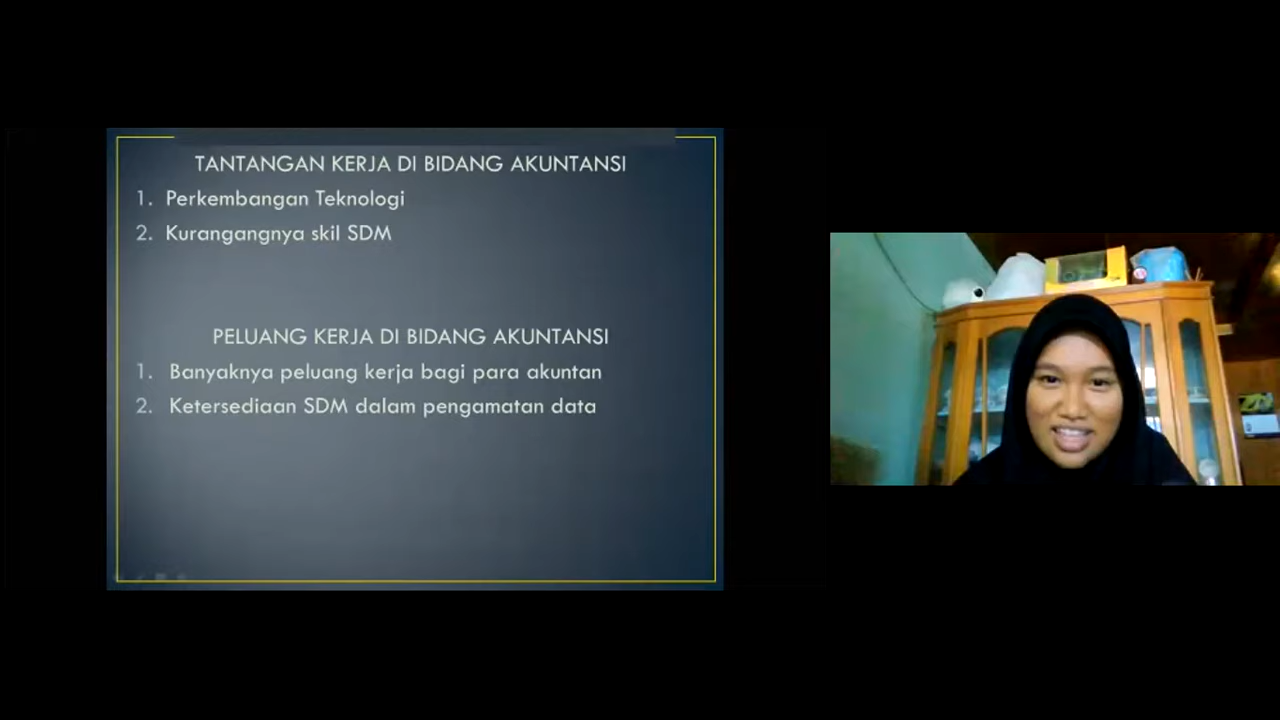 TANTANGAN KERJA DI BIDANG AKUNTANSI
1. Perkembangan Teknologi
2. Kurangangnya skil SDM
PELUANG KERJA DI BIDANG AKUNTANSI
1. Banyaknya peluang kerja bagi para akuntan
2. Ketersediaan SDM dalam pengamatan data